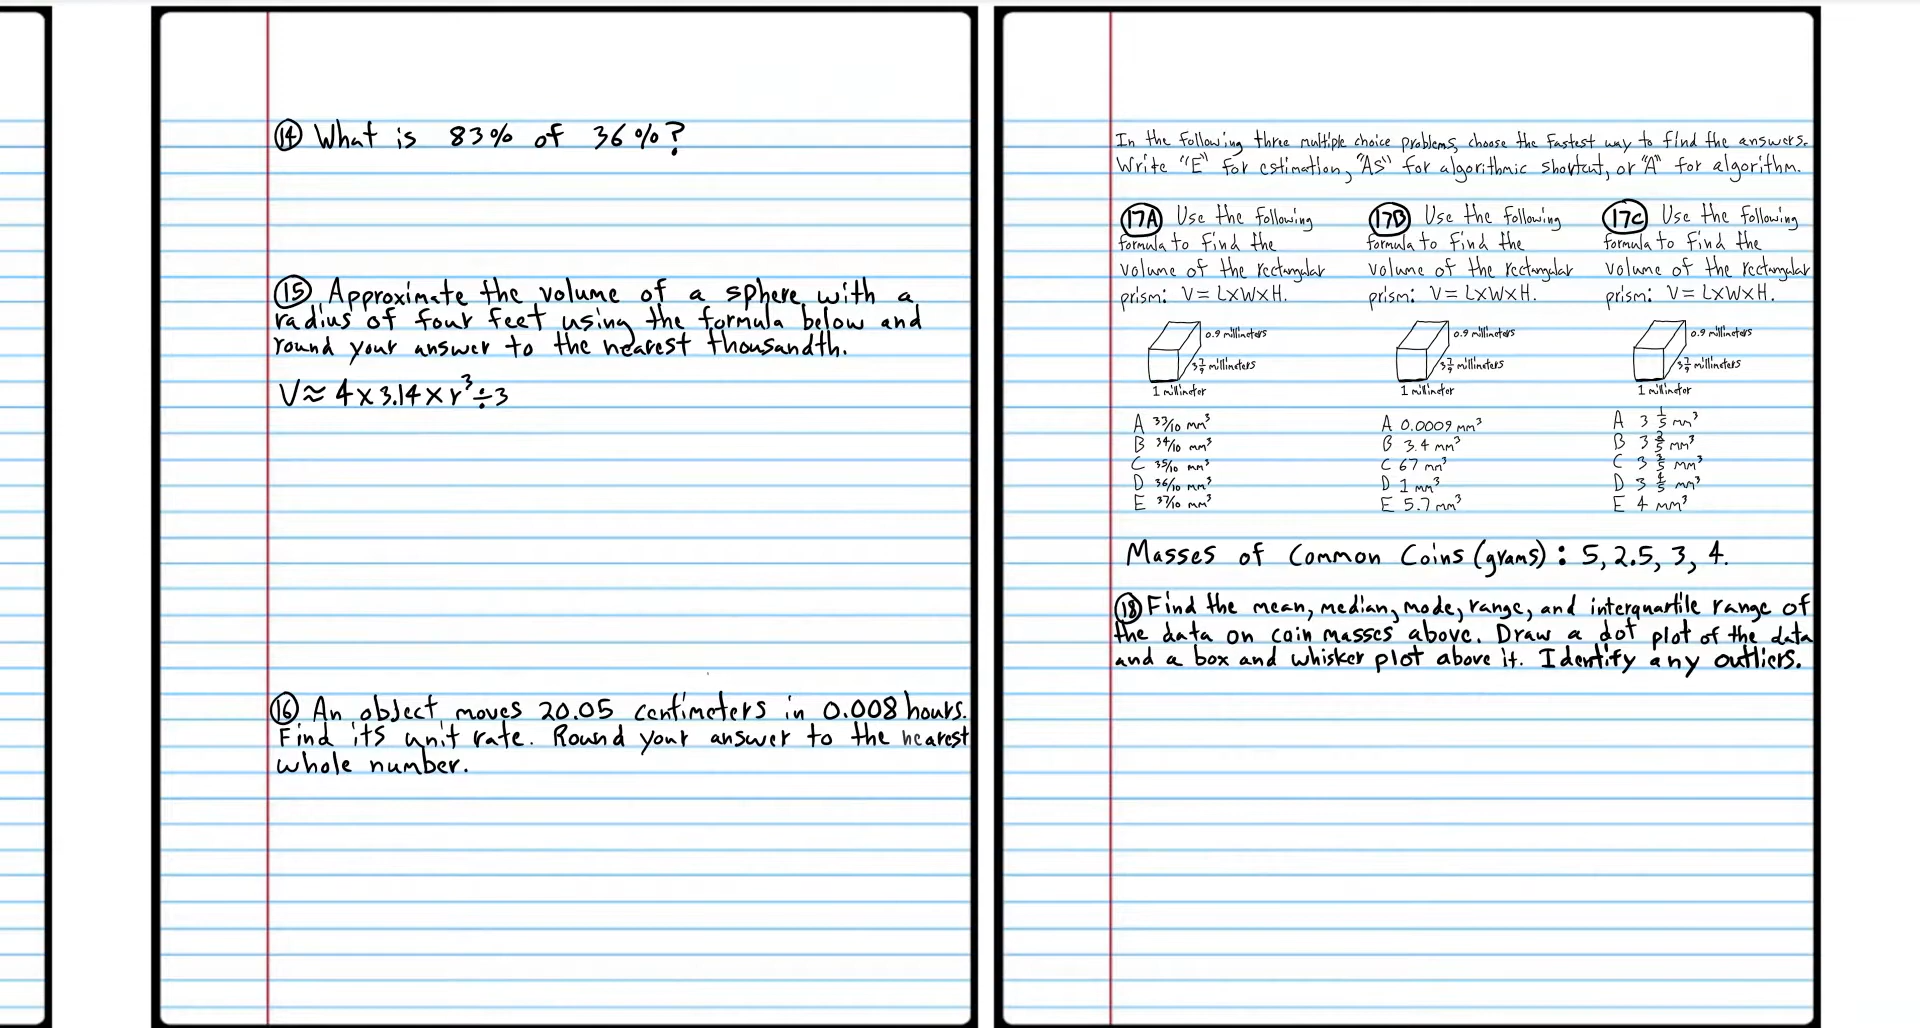 14 What is 83% of 36%?
15 Approximate the volume of a sphere with a
radius of four feet using the formula below and
round your answer to the nearest thousandth.
V≈ 4 x 3.14 x r³ ÷ 3
16 An object moves 20.05 centimeters in 0.008 hours.
Find its unit rate. Round your answer to the nearest
whole number.
In the following three multiple choice problems, choose the fastest way to find the answers.
Write "E" for estimation, "AS" for algorithmic shortcut, or "A" for algorithm.
17A Use the following
formula to find the
volume of the rectangular
prism: V= LxWxH.
0.9 millimeters
3 7/9 millimeters
1 millimeter
A 33/10 mm³
B 34/10 mm³
C 35/10 mm³
D 36/10 mm³
E 37/10 mm³
17B Use the following
formula to find the
volume of the rectangular
prism: V= LxWxH.
0.9 millimeters
3 7/9 millimeters
1 millimeter
A 0.0009 mm³
B 3.4 mm³
C 67 mm³
D 1 mm³
E 5.7 mm³
17C Use the following
formula to find the
volume of the rectangular
prism: V= LxWxH.
0.9 millimeters
3 7/9 millimeters
1 millimeter
A 3 1/5 mm³
B 3 2/5 mm³
C 3 3/5 mm³
D 3 4/5 mm³
E 4 mm³
Masses of Common Coins (grams): 5, 2.5, 3, 4.
18 Find the mean, median, mode, range, and interquartile range of
the data on coin masses above. Draw a dot plot of the data
and a box and whisker plot above it. Identify any outliers.